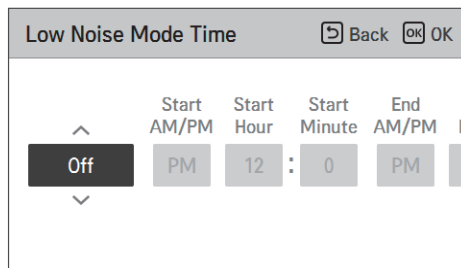 Low Noise Mode Time Back OK OK
Start Start Start End
AM/PM Hour Minute AM/PM
Off PM 12 : 0 PM